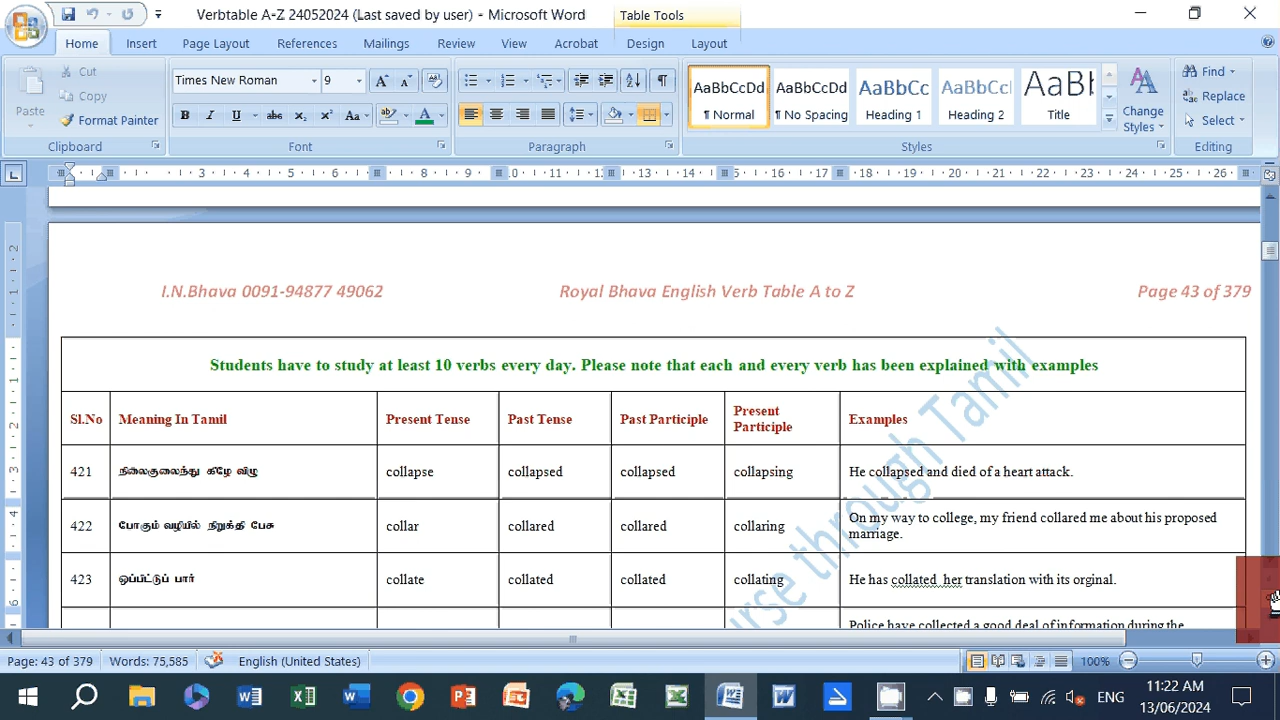 Verbtable A-Z 24052024 (Last saved by user) - Microsoft Word
Table Tools
Home Insert Page Layout References Mailings Review View Acrobat Design Layout
Cut
Copy
Paste
Format Painter
Clipboard
Times New Roman 9
Font
Paragraph
AaBbCcDd AaBbCcDd AaBbCc AaBbCcI AaBb
¶ Normal ¶ No Spacing Heading 1 Heading 2 Title
Change Styles
Styles
Find
Replace
Select
Editing
I.N.Bhava 0091-94877 49062 Royal Bhava English Verb Table A to Z Page 43 of 379
Students have to study at least 10 verbs every day. Please note that each and every verb has been explained with examples
Sl.No Meaning In Tamil Present Tense Past Tense Past Participle Present Participle Examples
421 நிலைகுலைந்து கீழே விழு collapse collapsed collapsed collapsing He collapsed and died of a heart attack.
422 போகும் வழியில் நிறுத்தி பேசு collar collared collared collaring On my way to college, my friend collared me about his proposed
marriage.
423 ஒப்பிட்டுப் பார் collate collated collated collating He has collated her translation with its orginal.
Police have collected a good deal of information during the
urse through Tamil
Page: 43 of 379 Words: 75,585 English (United States) 100%
ENG 11:22 AM
13/06/2024